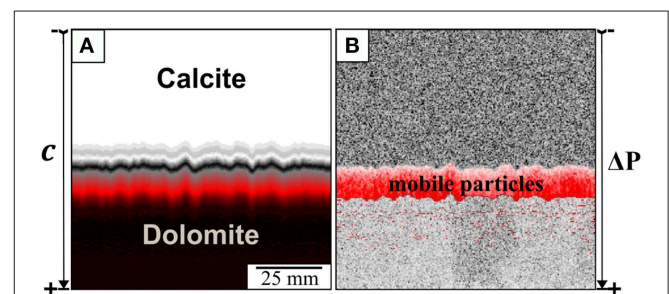 A
B
-
-
Calcite
c
ΔP
mobile particles
Dolomite
25 mm
+
+